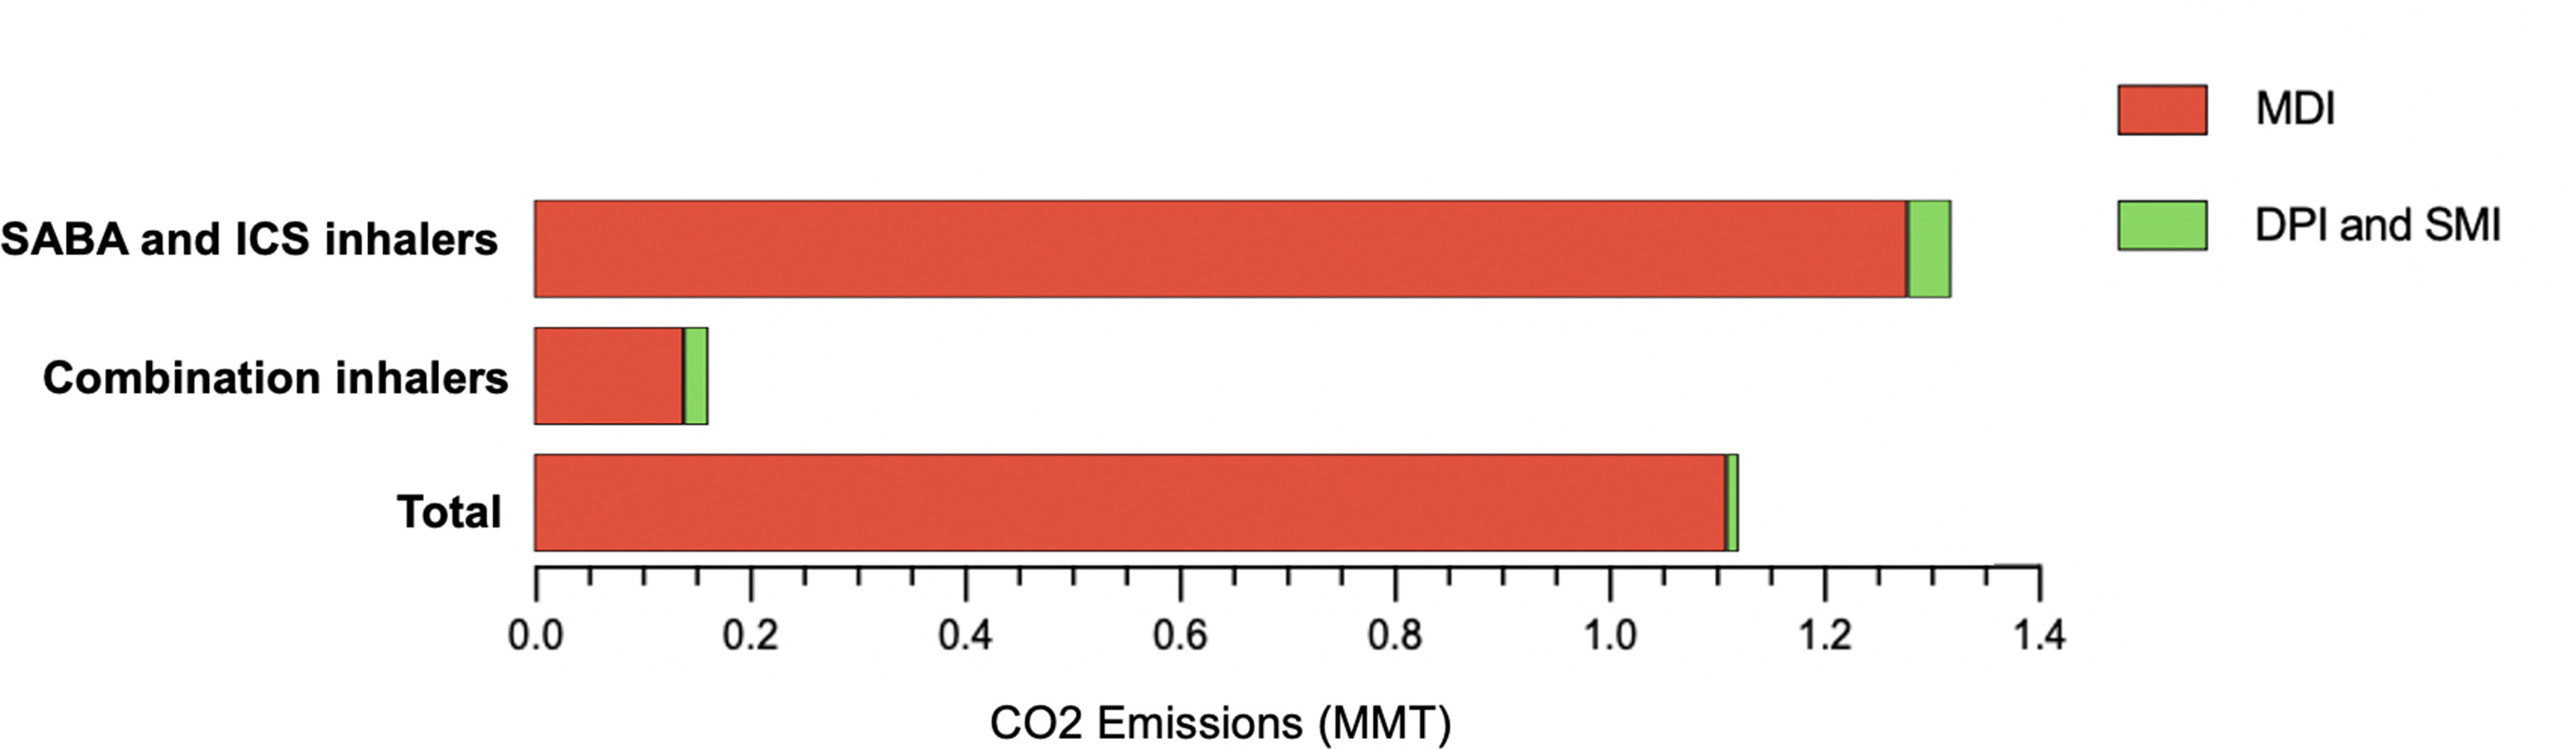 MDI
DPI and SMI
SABA and ICS inhalers
Combination inhalers
Total
0.0 0.2 0.4 0.6 0.8 1.0 1.2 1.4
CO2 Emissions (MMT)